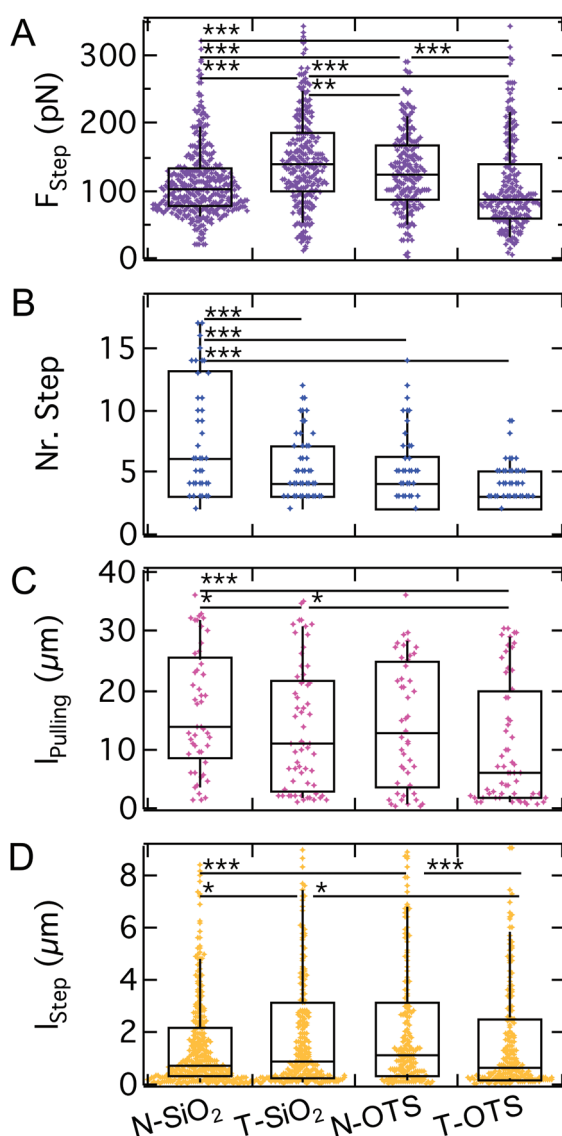 A
F_Step (pN)
300
200
100
0
***
***
***
***
***
**
B
Nr. Step
15
10
5
0
***
***
***
C
l_Pulling (µm)
40
30
20
10
0
***
*
*
D
l_Step (µm)
8
6
4
2
0
***
***
*
*
N-SiO₂
T-SiO₂
N-OTS
T-OTS